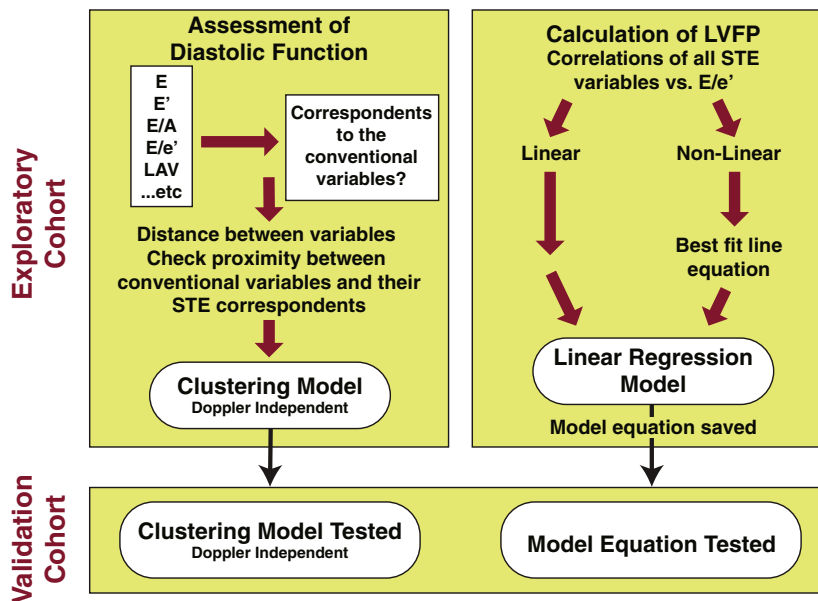 Exploratory
Cohort
Assessment of
Diastolic Function
E
E’
E/A
E/e’
LAV
...etc
Correspondents
to the
conventional
variables?
Distance between variables
Check proximity between
conventional variables and their
STE correspondents
Clustering Model
Doppler Independent
Calculation of LVFP
Correlations of all STE
variables vs. E/e’
Linear
Non-Linear
Best fit line
equation
Linear Regression
Model
Model equation saved
Validation
Cohort
Clustering Model Tested
Doppler Independent
Model Equation Tested